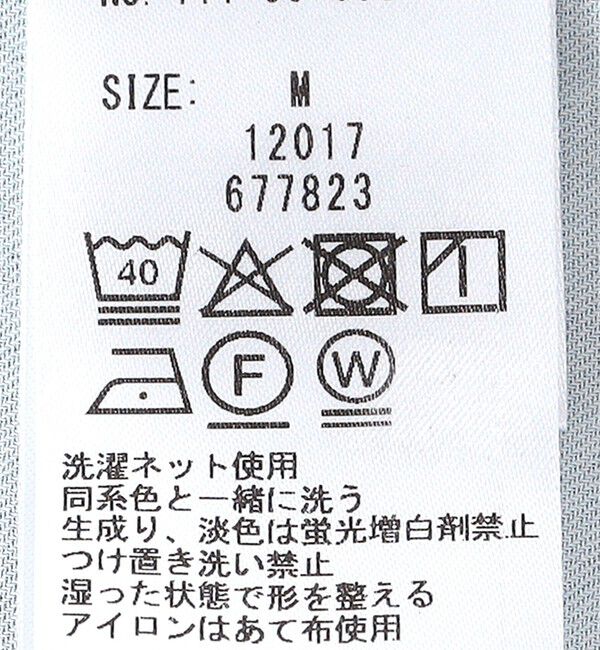 SIZE: M
12017
677823
40
F W
洗濯ネット使用
同系色と一緒に洗う
生成り、淡色は蛍光増白剤禁止
つけ置き洗い禁止
湿った状態で形を整える
アイロンはあて布使用